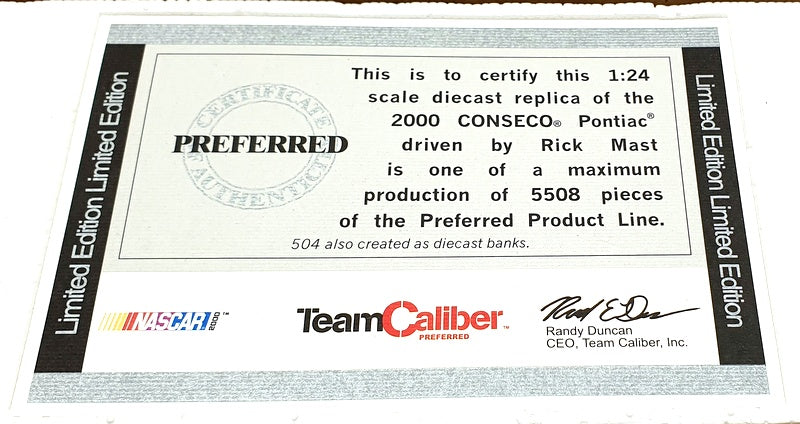 Limited Edition Limited Edition
CERTIFICATE
OF AUTHENTICITY
PREFERRED
This is to certify this 1:24
scale diecast replica of the
2000 CONSECO® Pontiac®
driven by Rick Mast
is one of a maximum
production of 5508 pieces
of the Preferred Product Line.
504 also created as diecast banks.
Limited Edition Limited Edition
NASCAR 2000 ™
TeamCaliber™
PREFERRED
Randy Duncan
CEO, Team Caliber, Inc.